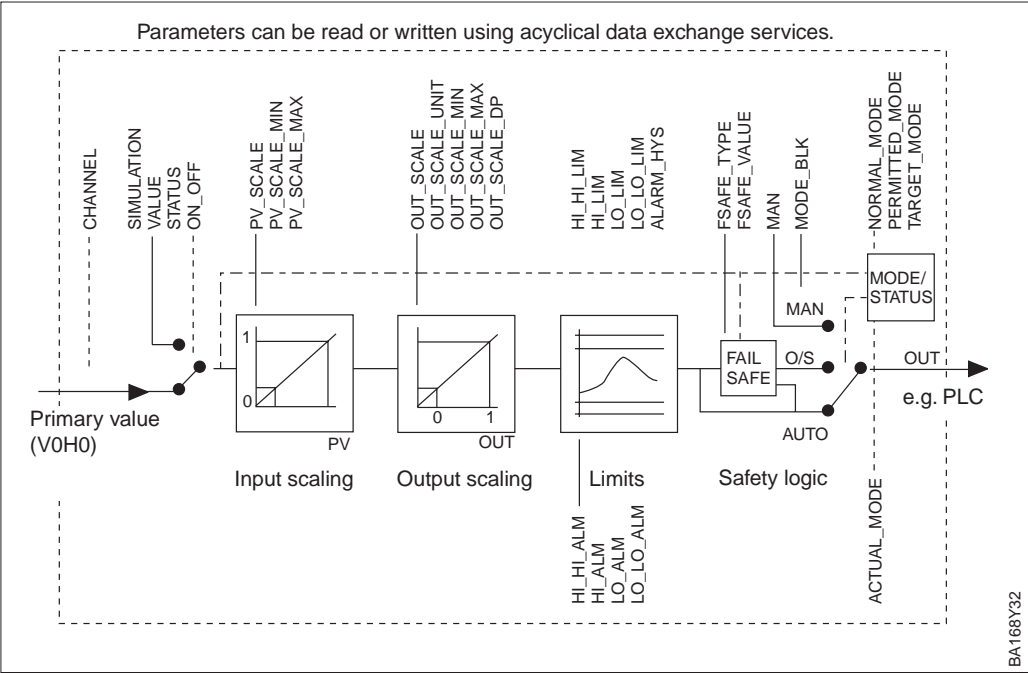 Parameters can be read or written using acyclical data exchange services.
CHANNEL
SIMULATION
VALUE
STATUS
ON_OFF
PV_SCALE
PV_SCALE_MIN
PV_SCALE_MAX
OUT_SCALE
OUT_SCALE_UNIT
OUT_SCALE_MIN
OUT_SCALE_MAX
OUT_SCALE_DP
HI_HI_LIM
HI_LIM
LO_LIM
LO_LO_LIM
ALARM_HYS
FSAFE_TYPE
FSAFE_VALUE
MAN
MODE_BLK
NORMAL_MODE
PERMITTED_MODE
TARGET_MODE
MODE/
STATUS
MAN
1
0
PV
0 1
OUT
FAIL
SAFE
O/S
AUTO
OUT
e.g. PLC
Primary value
(V0H0)
Input scaling
Output scaling
Limits
Safety logic
HI_HI_ALM
HI_ALM
LO_ALM
LO_LO_ALM
ACTUAL_MODE
BA168Y32